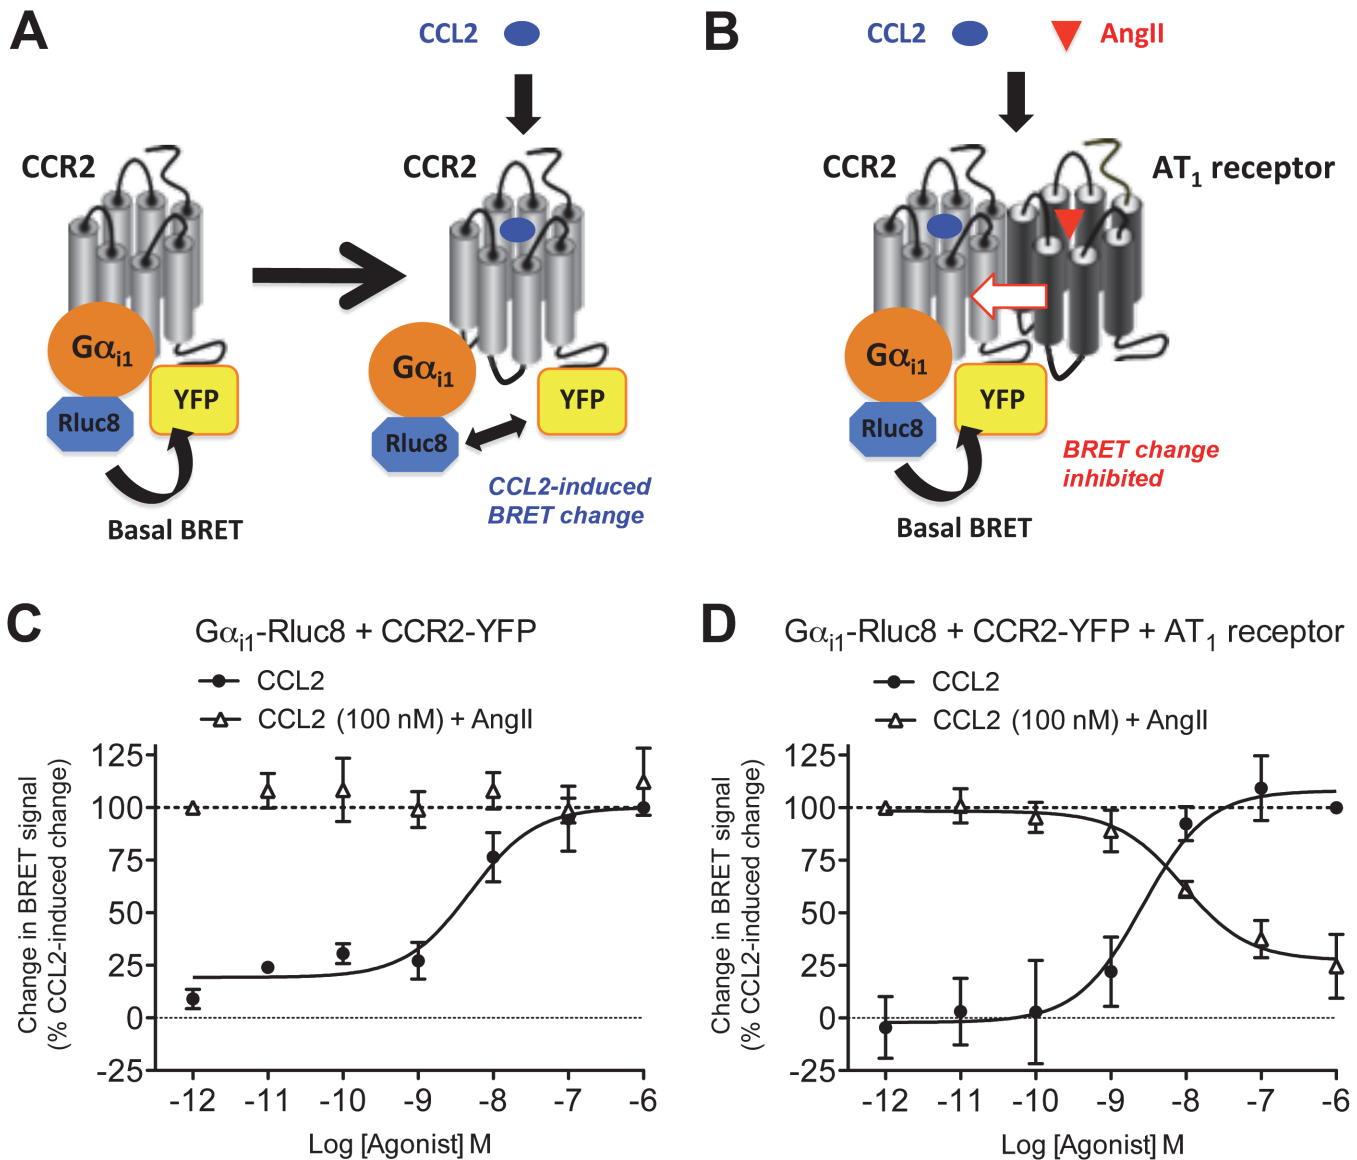 A
CCL2
CCR2
CCR2
Gαi1
YFP
Rluc8
Gαi1
YFP
Rluc8
CCL2-induced
BRET change
Basal BRET
B
CCL2
AngII
CCR2
AT1 receptor
Gαi1
YFP
Rluc8
BRET change
inhibited
Basal BRET
C
Gαi1-Rluc8 + CCR2-YFP
CCL2
CCL2 (100 nM) + AngII
Change in BRET signal
(% CCL2-induced change)
125
100
75
50
25
0
-25
-12 -11 -10 -9 -8 -7 -6
Log [Agonist] M
D
Gαi1-Rluc8 + CCR2-YFP + AT1 receptor
CCL2
CCL2 (100 nM) + AngII
Change in BRET signal
(% CCL2-induced change)
125
100
75
50
25
0
-25
-12 -11 -10 -9 -8 -7 -6
Log [Agonist] M